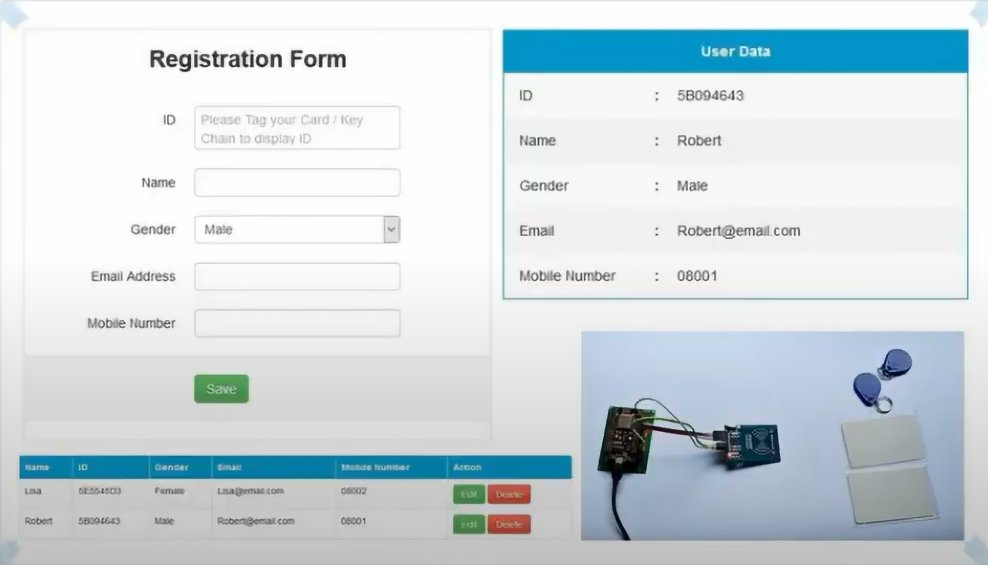 Registration Form
ID
Please Tag your Card / Key
Chain to display ID
Name
Gender
Male
Email Address
Mobile Number
Save
User Data
ID : 5B094643
Name : Robert
Gender : Male
Email : Robert@email.com
Mobile Number : 08001
Name ID Gender Email Mobile Number Action
Lisa Female Lisa@email.com 08002 Edit Delete
Robert 5B094643 Male Robert@email.com 08001 Edit Delete